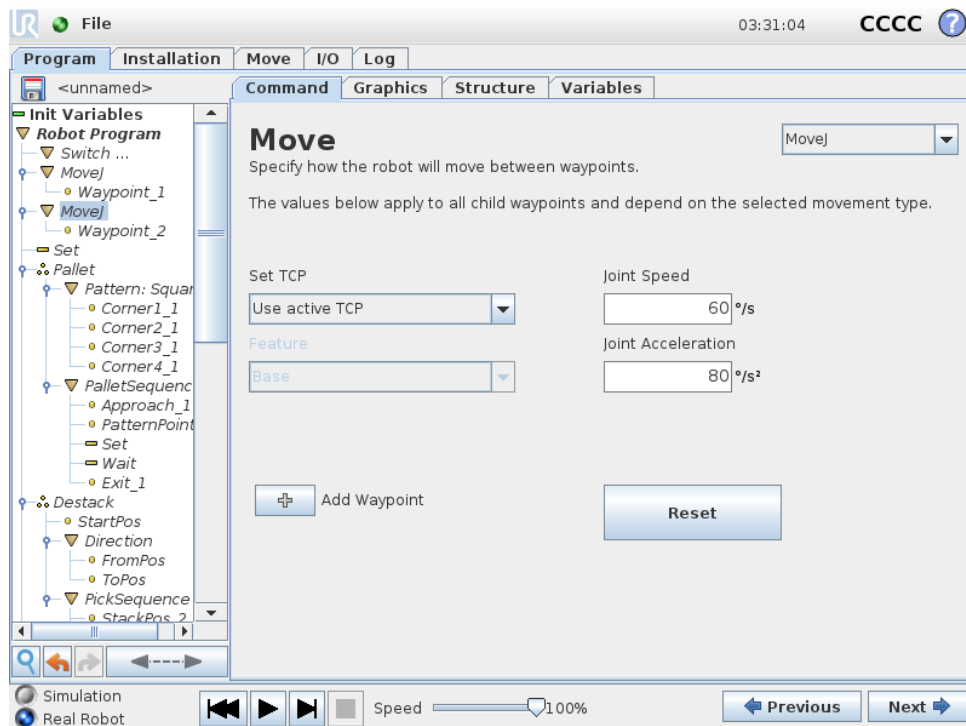 UR File 03:31:04 CCCC ?
Program Installation Move I/O Log
<unnamed> Command Graphics Structure Variables
Init Variables
Robot Program
Switch ...
MoveJ
Waypoint_1
MoveJ
Waypoint_2
Set
Pallet
Pattern: Squar
Corner1_1
Corner2_1
Corner3_1
Corner4_1
PalletSequenc
Approach_1
PatternPoint
Set
Wait
Exit_1
Destack
StartPos
Direction
FromPos
ToPos
PickSequence
StackPos_2
Move MoveJ
Specify how the robot will move between waypoints.
The values below apply to all child waypoints and depend on the selected movement type.
Set TCP Joint Speed
Use active TCP 60 °/s
Feature Joint Acceleration
Base 80 °/s²
Add Waypoint Reset
Simulation
Real Robot
Speed 100% Previous Next